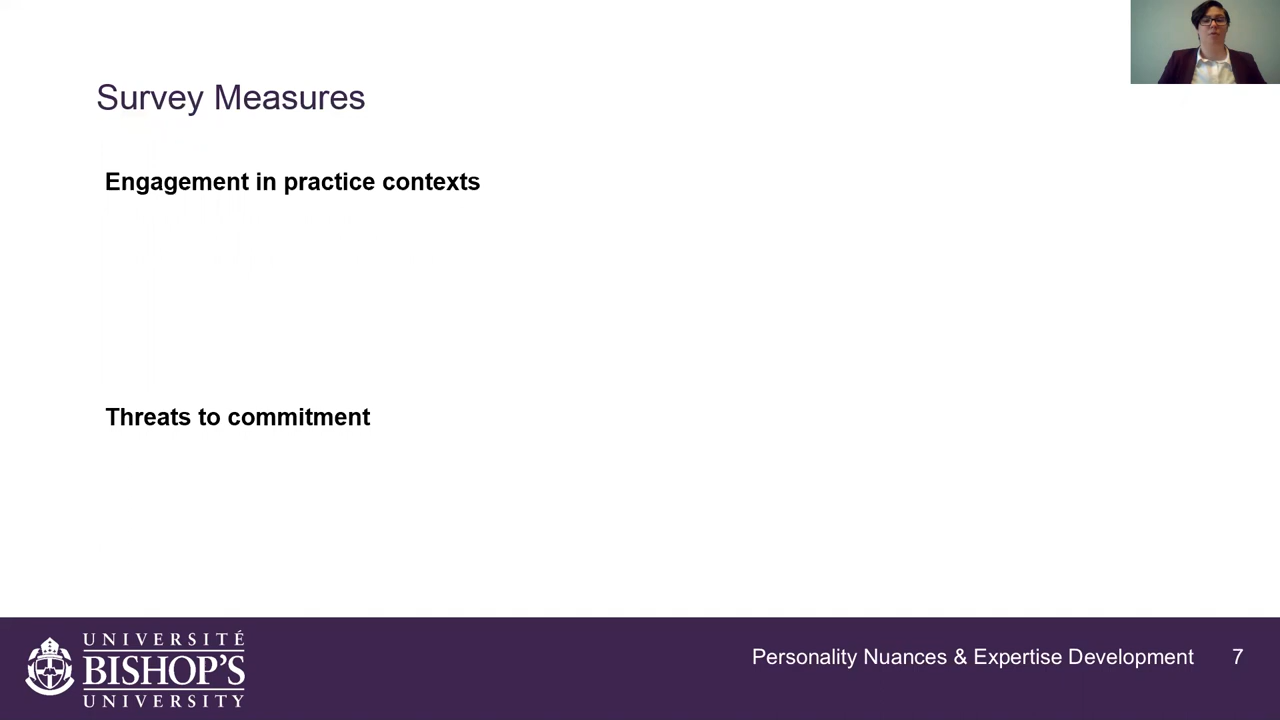 Survey Measures
Engagement in practice contexts
Threats to commitment
UNIVERSITÉ
BISHOP'S
UNIVERSITY
Personality Nuances & Expertise Development 7